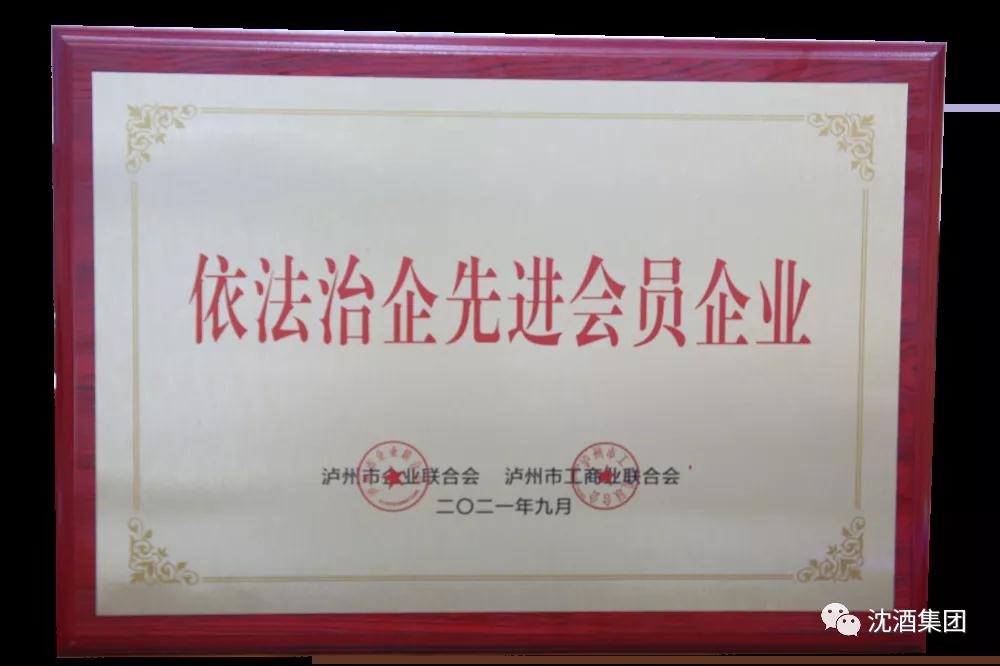 依法治企先进会员企业
泸州市企业联合会 泸州市工商业联合会
二〇二一年九月
沈酒集团